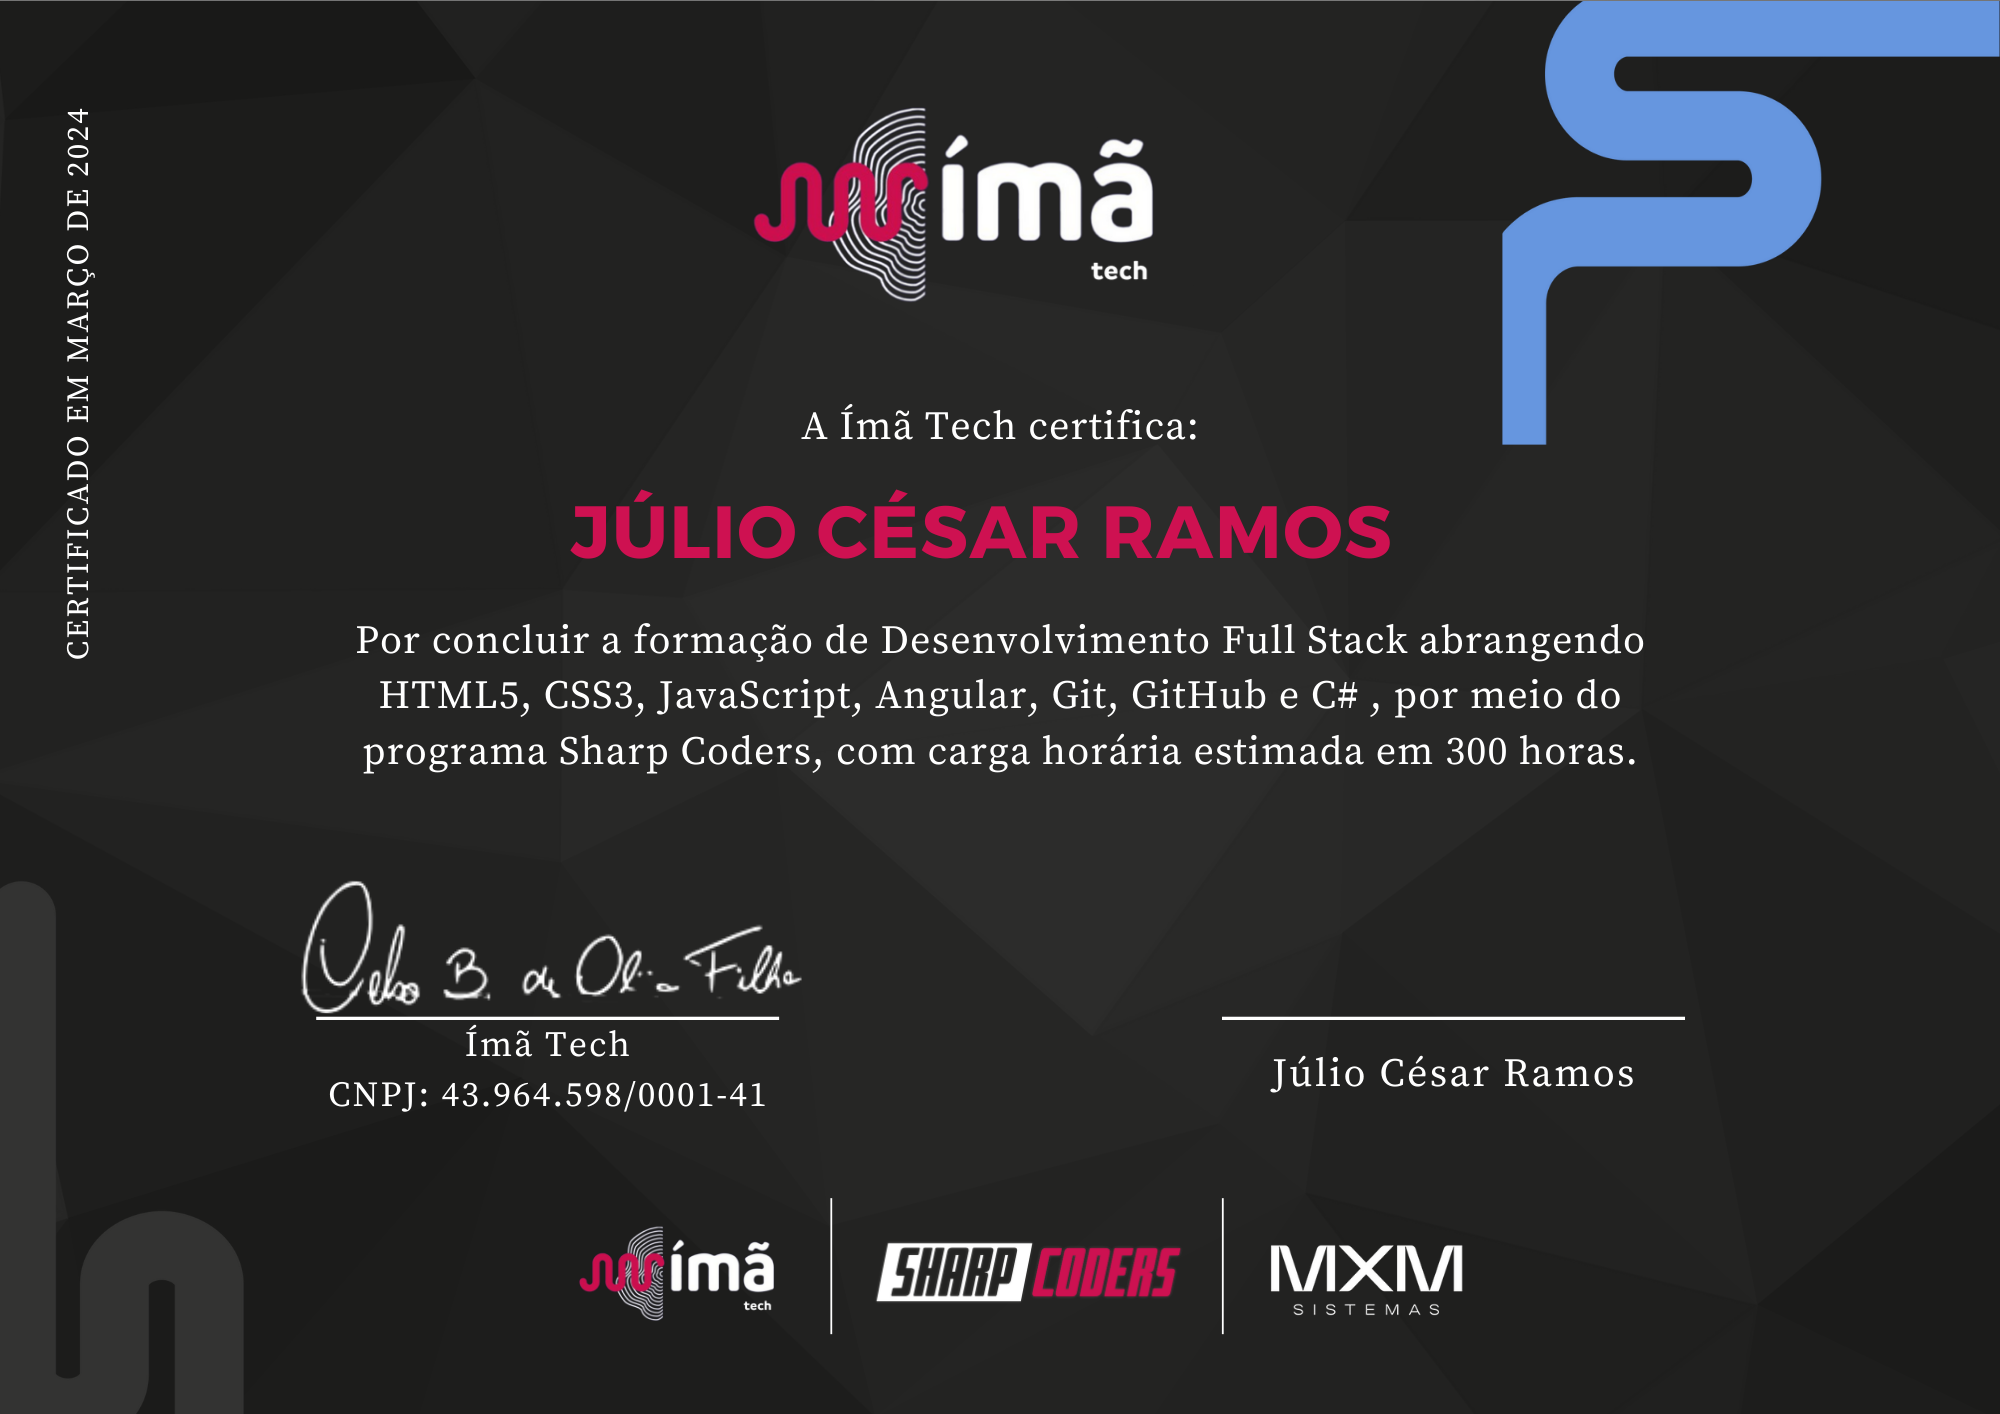 CERTIFICADO EM MARÇO DE 2024
ímã
tech
A Ímã Tech certifica:
JÚLIO CÉSAR RAMOS
Por concluir a formação de Desenvolvimento Full Stack abrangendo
HTML5, CSS3, JavaScript, Angular, Git, GitHub e C# , por meio do
programa Sharp Coders, com carga horária estimada em 300 horas.
Celso B. de Filho
Ímã Tech
CNPJ: 43.964.598/0001-41
Júlio César Ramos
ímã
tech
SHARP CODERS
MXM
SISTEMAS